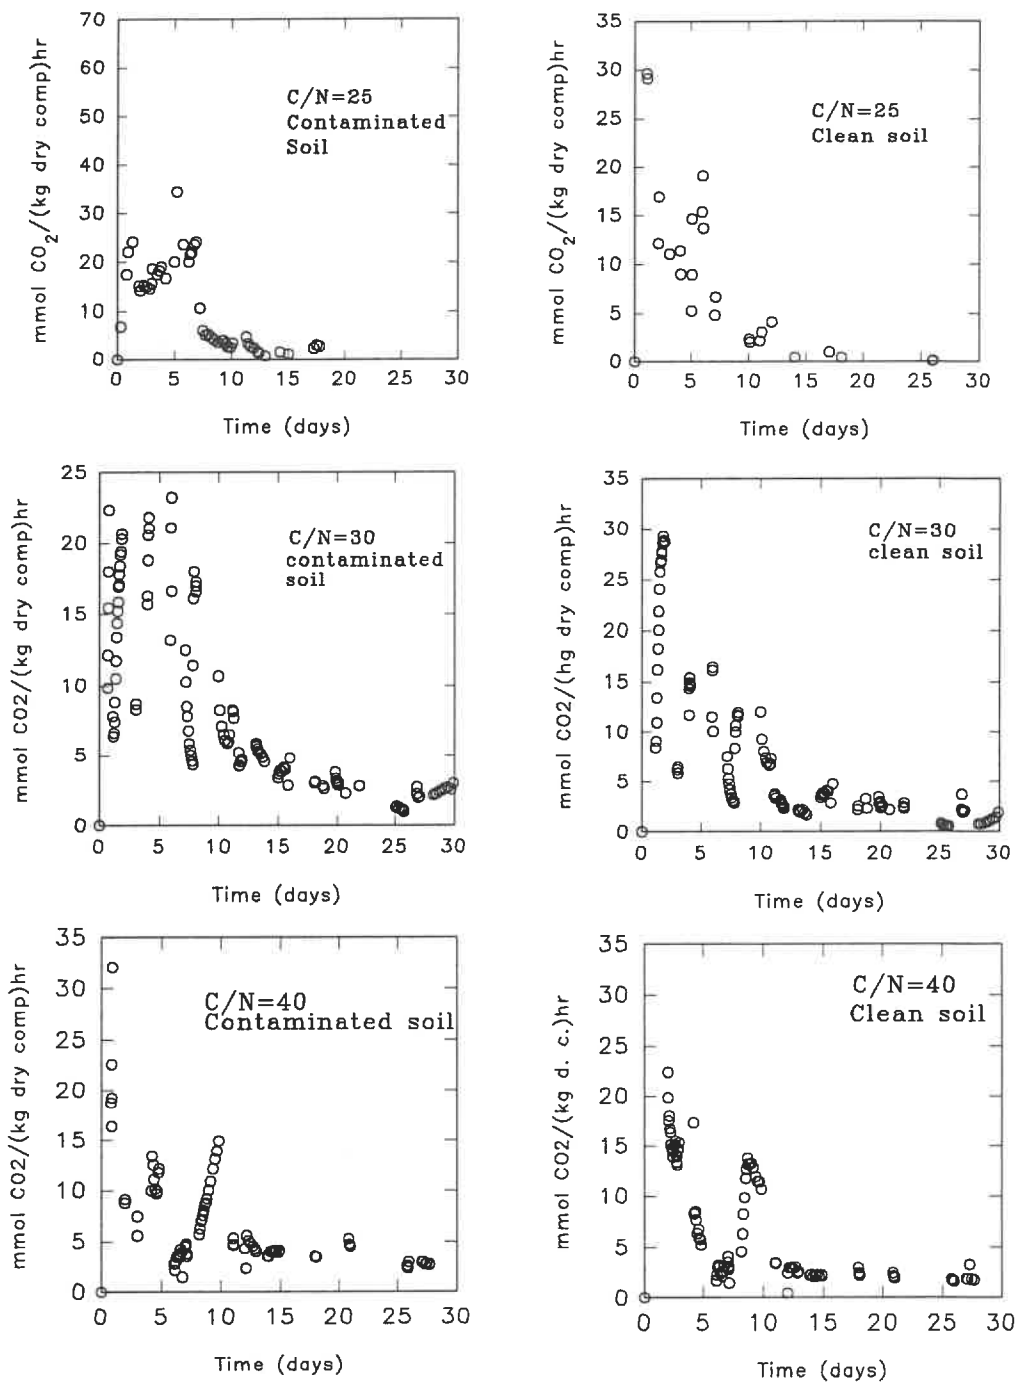 70
60
50
40
30
20
10
0
mmol CO2/(kg dry comp)hr
C/N=25
Contaminated
Soil
0 5 10 15 20 25 30
Time (days)
35
30
25
20
15
10
5
0
mmol CO2/(kg dry comp)hr
C/N=25
Clean soil
0 5 10 15 20 25 30
Time (days)
25
20
15
10
5
0
mmol CO2/(kg dry comp)hr
C/N=30
contaminated
soil
0 5 10 15 20 25 30
Time (days)
35
30
25
20
15
10
5
0
mmol CO2/(hg dry comp)hr
C/N=30
clean soil
0 5 10 15 20 25 30
Time (days)
35
30
25
20
15
10
5
0
mmol CO2/(kg dry comp)hr
C/N=40
Contaminated soil
0 5 10 15 20 25 30
Time (days)
35
30
25
20
15
10
5
0
mmol CO2/(kg d. c.)hr
C/N=40
Clean soil
0 5 10 15 20 25 30
Time (days)